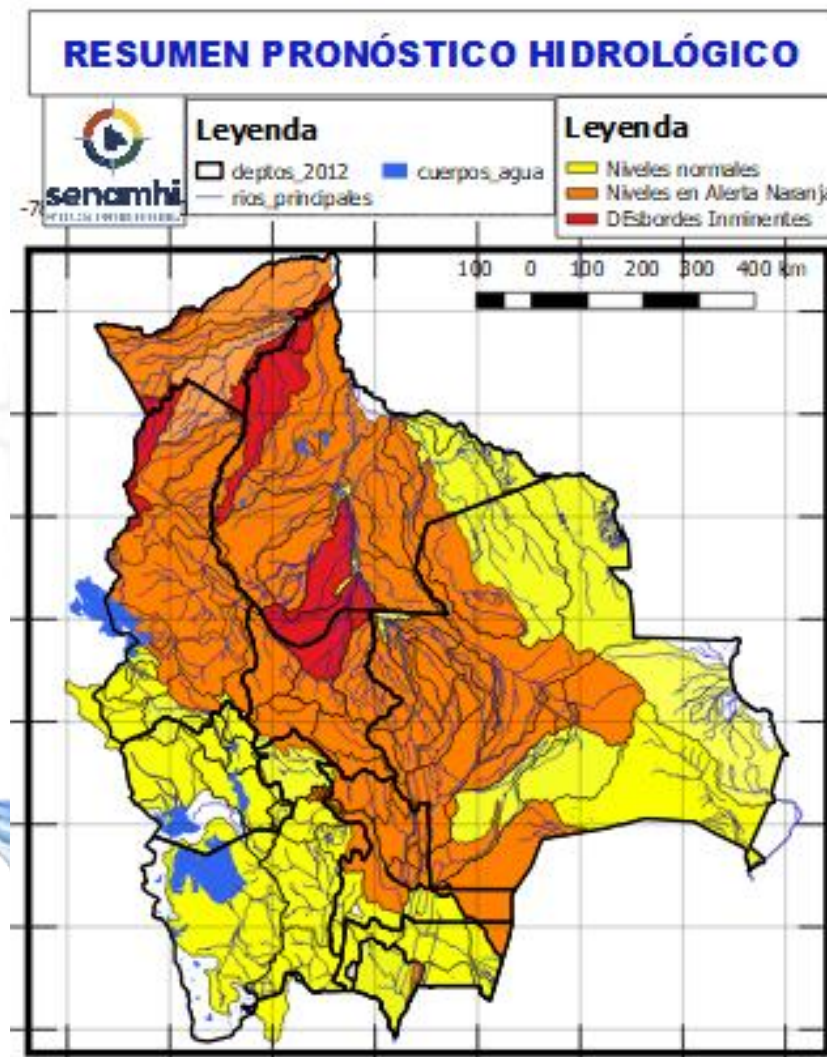 RESUMEN PRONÓSTICO HIDROLÓGICO
senamhi
Leyenda
deptos_2012 cuerpos_agua
rios_principales
Leyenda
Niveles normales
Niveles en Alerta Naranja
DEsbordes Inminentes
100 0 100 200 300 400 km